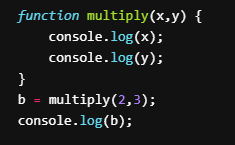 function multiply(x,y) {
    console.log(x);
    console.log(y);
}
b = multiply(2,3);
console.log(b);